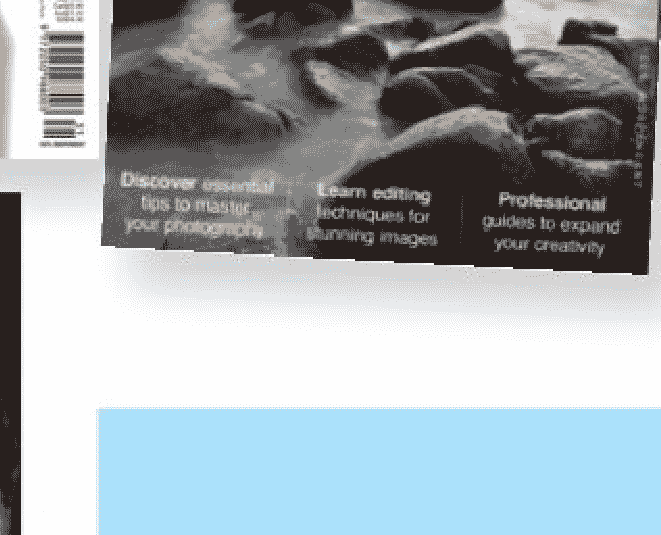 Discover essential
tips to master
your photography
Learn editing
techniques for
stunning images
Professional
guides to expand
your creativity